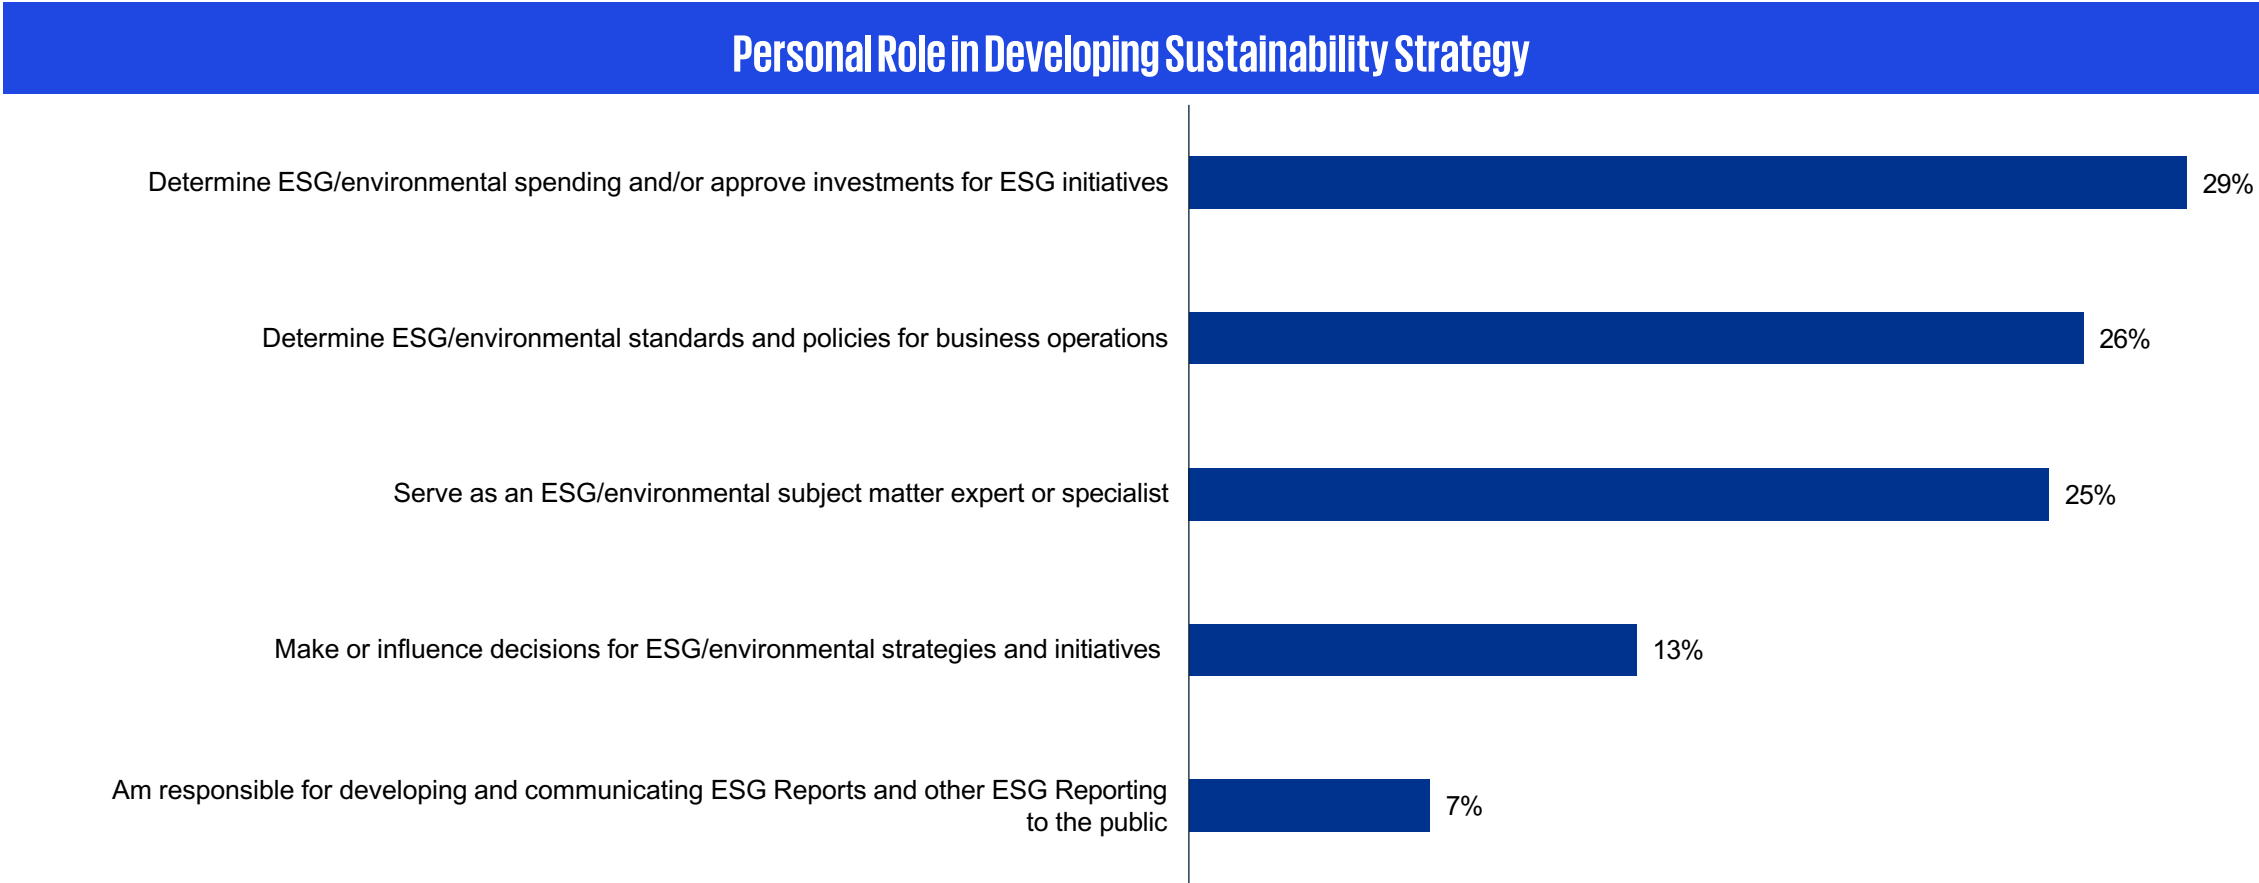 Personal Role in Developing Sustainability Strategy
Determine ESG/environmental spending and/or approve investments for ESG initiatives
29%
Determine ESG/environmental standards and policies for business operations
26%
Serve as an ESG/environmental subject matter expert or specialist
25%
Make or influence decisions for ESG/environmental strategies and initiatives
13%
Am responsible for developing and communicating ESG Reports and other ESG Reporting
to the public
7%